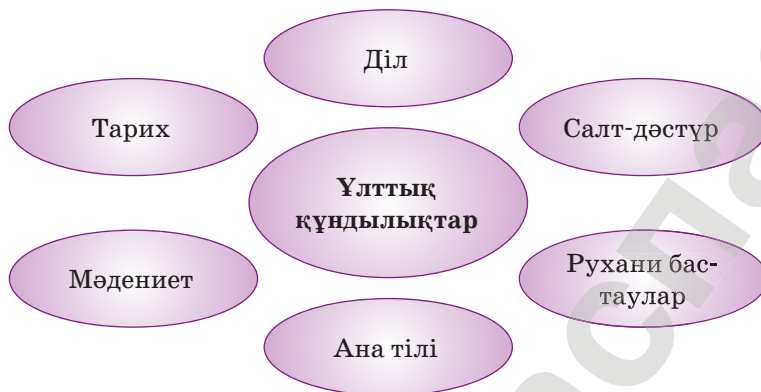 Діл
Тарих
Салт-дәстүр
Ұлттық
құндылықтар
Мәдениет
Рухани бас-
таулар
Ана тілі